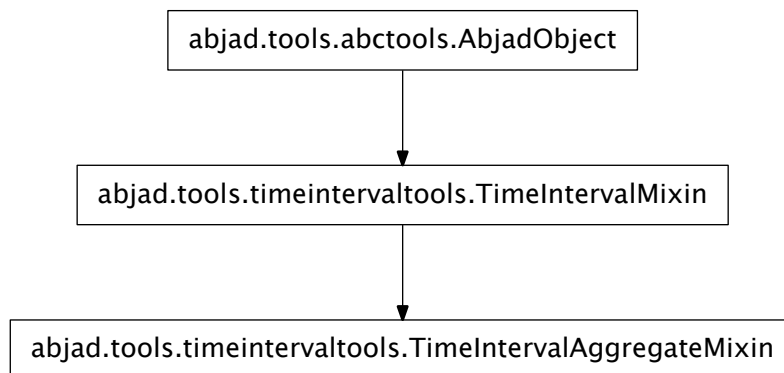 abjad.tools.abctools.AbjadObject
abjad.tools.timeintervaltools.TimeIntervalMixin
abjad.tools.timeintervaltools.TimeIntervalAggregateMixin